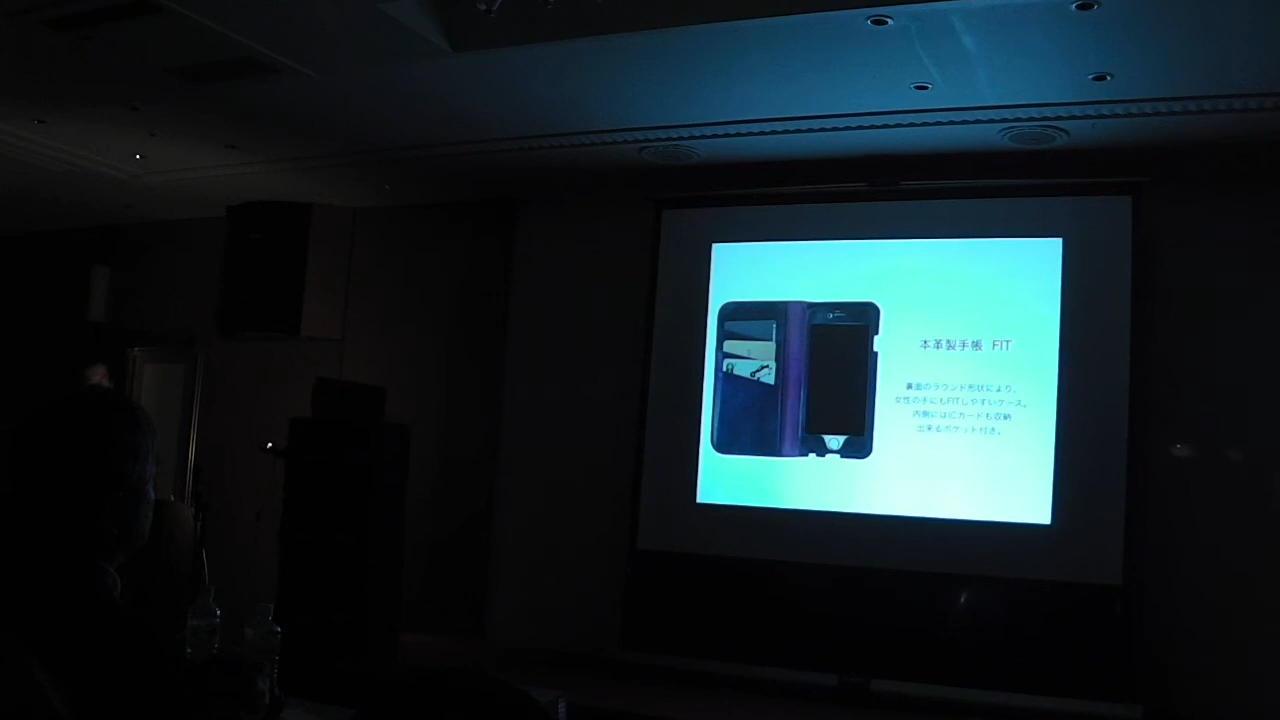 本革製手帳 FIT
裏面のラウンド形状により、
女性の手にもFITしやすいケース。
内側にはICカードも収納
出来るポケット付き。